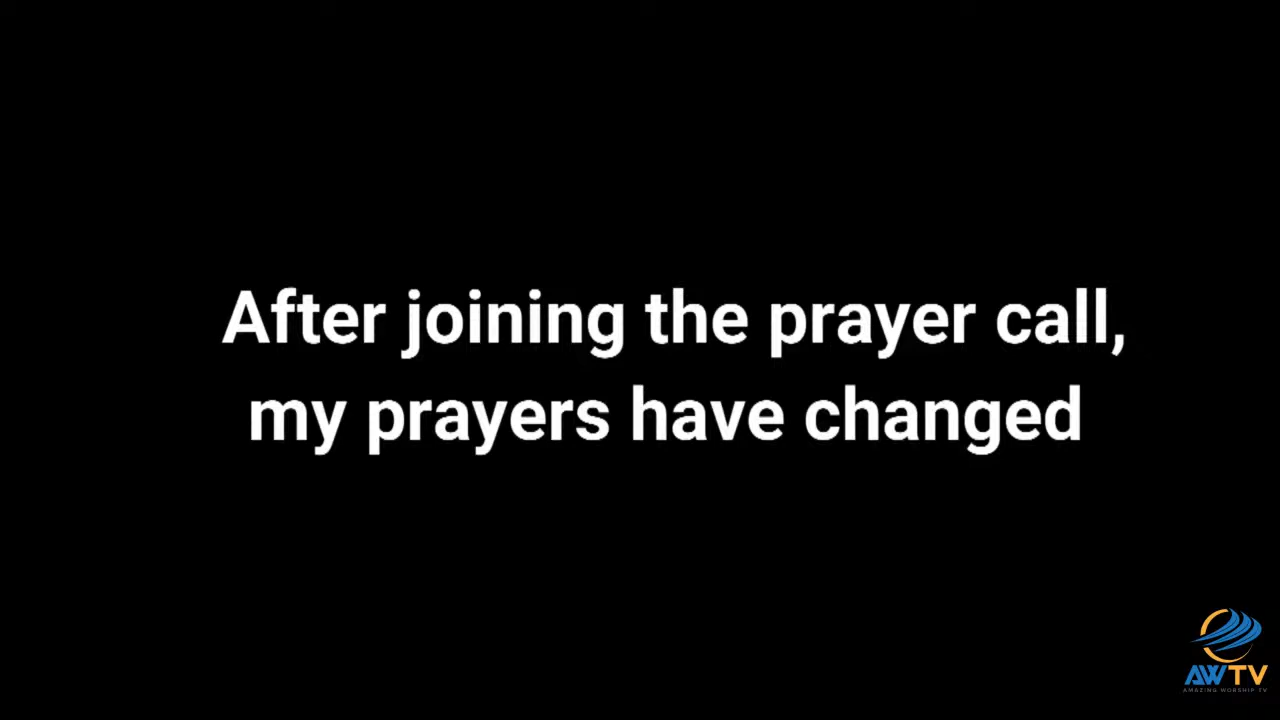 After joining the prayer call,
my prayers have changed
AWTV
AMAZING WORSHIP TV